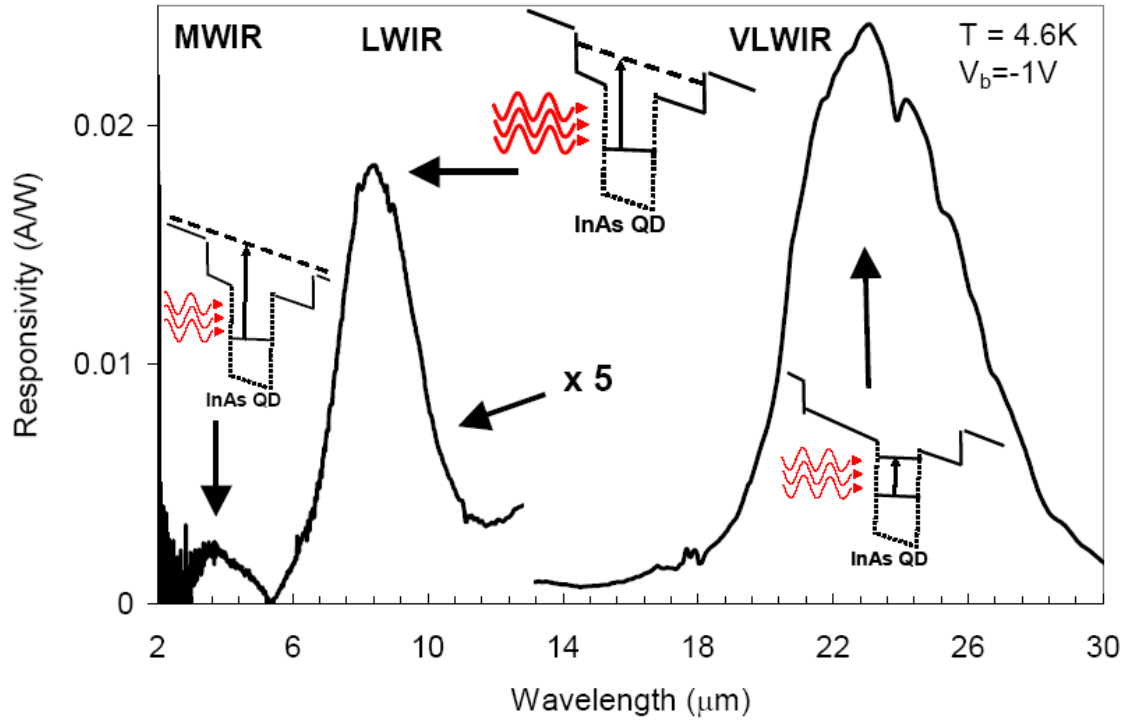 MWIR
LWIR
VLWIR
T = 4.6K
V_b=-1V
InAs QD
InAs QD
x 5
InAs QD
Responsivity (A/W)
0.02
0.01
0
2 6 10 14 18 22 26 30
Wavelength (μm)